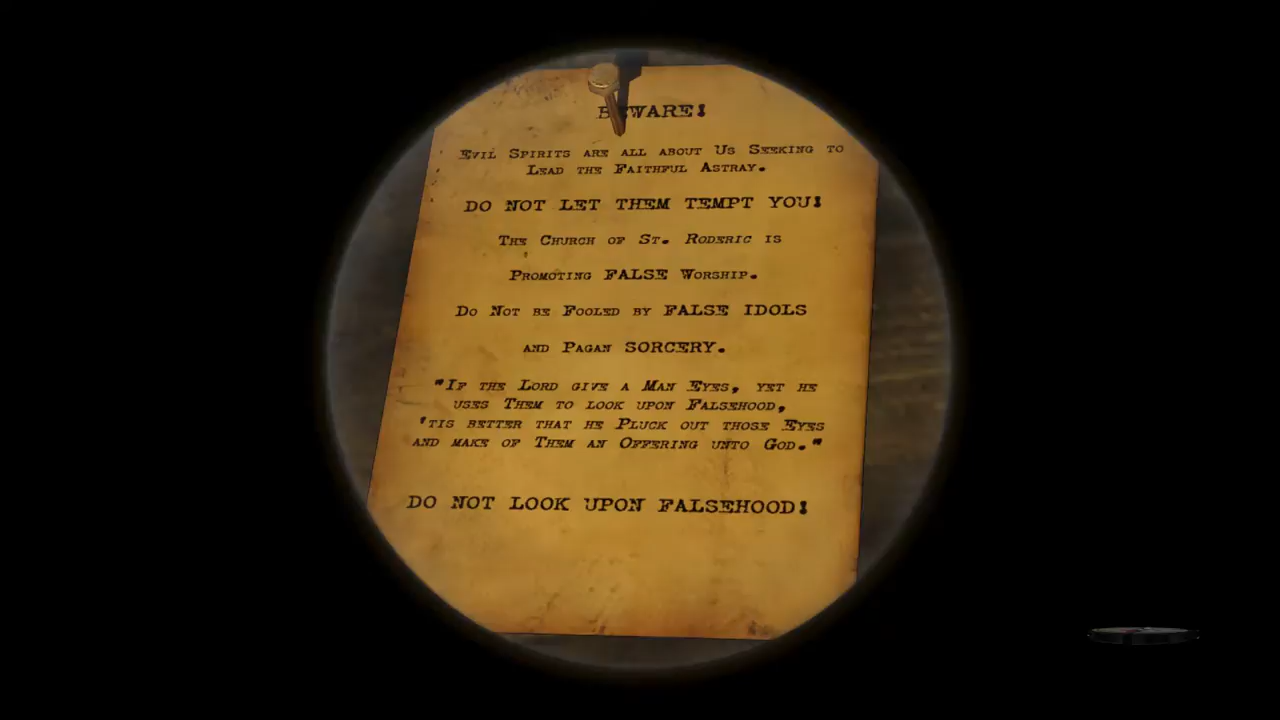 BEWARE!
Evil Spirits are all about Us Seeking to
Lead the Faithful Astray.
DO NOT LET THEM TEMPT YOU!
The Church of St. Roderic is
Promoting FALSE Worship.
Do Not be Fooled by FALSE IDOLS
and Pagan SORCERY.
"If the Lord give a Man Eyes, yet he
uses Them to look upon Falsehood,
'tis better that he Pluck out those Eyes
and make of Them an Offering unto God."
DO NOT LOOK UPON FALSEHOOD!